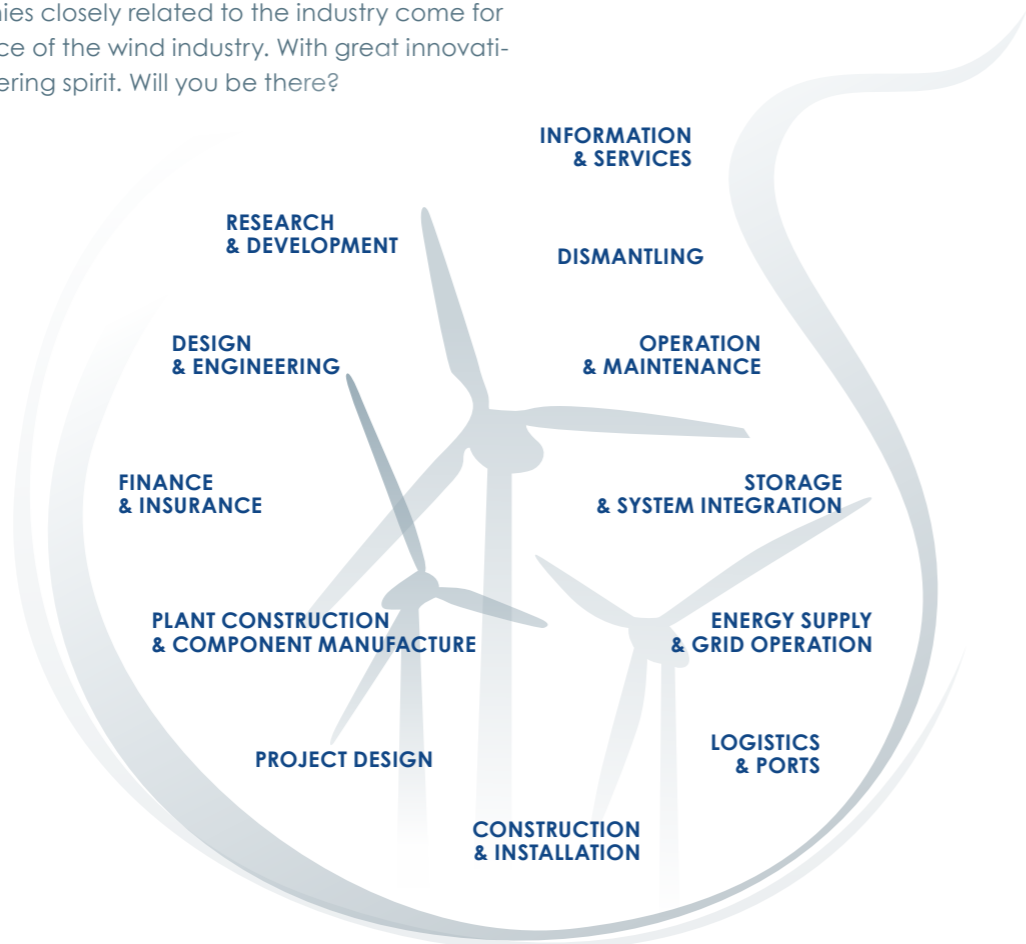 nies closely related to the industry come for
ce of the wind industry. With great innovati-
ering spirit. Will you be there?
INFORMATION
& SERVICES
RESEARCH
& DEVELOPMENT
DISMANTLING
DESIGN
& ENGINEERING
OPERATION
& MAINTENANCE
FINANCE
& INSURANCE
STORAGE
& SYSTEM INTEGRATION
PLANT CONSTRUCTION
& COMPONENT MANUFACTURE
ENERGY SUPPLY
& GRID OPERATION
PROJECT DESIGN
LOGISTICS
& PORTS
CONSTRUCTION
& INSTALLATION